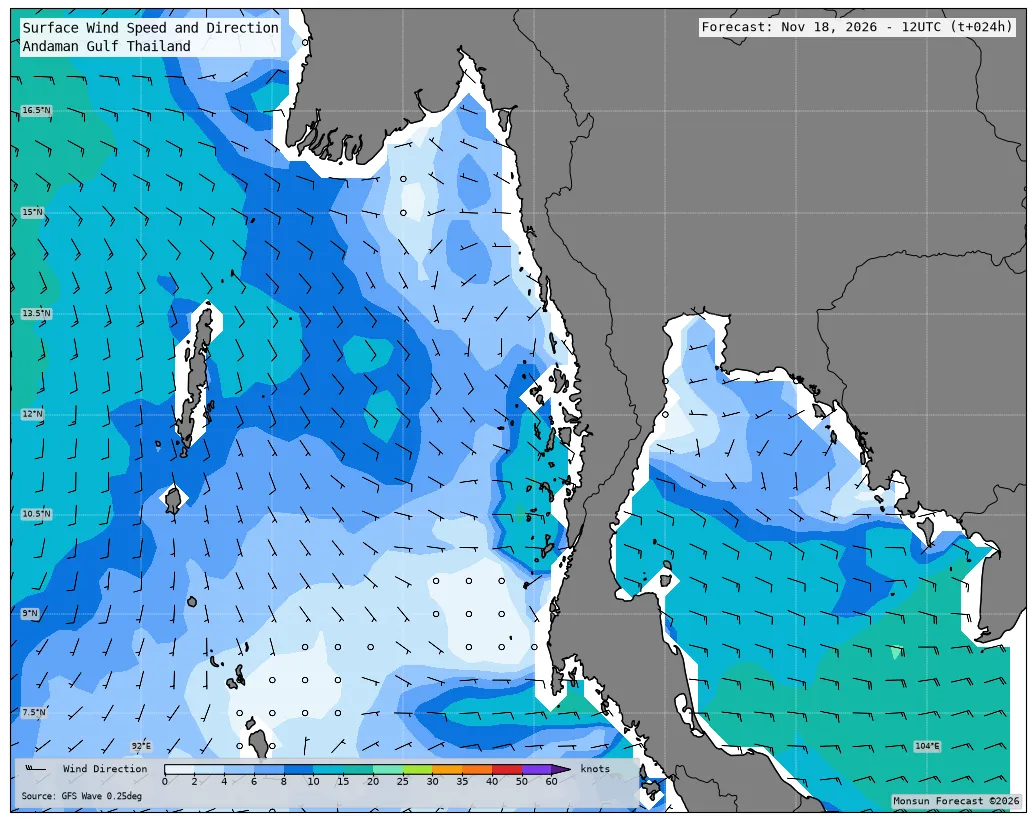 Surface Wind Speed and Direction
Andaman Gulf Thailand
Forecast: Nov 18, 2026 - 12UTC (t+024h)
16.5°N
15°N
13.5°N
12°N
10.5°N
9°N
7.5°N
92°E
104°E
Wind Direction
0 2 4 6 8 10 15 20 25 30 35 40 50 60
knots
Source: GFS Wave 0.25deg
Monsun Forecast ©2026